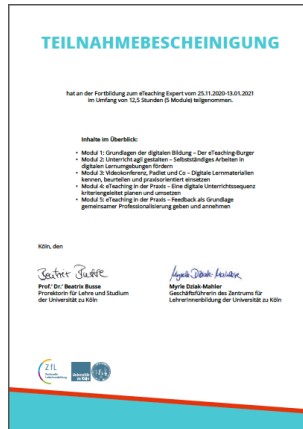 TEILNAHMEBESCHEINIGUNG
hat an der Fortbildung zum eTeaching Expert vom 25.11.2020-13.01.2021
im Umfang von 12,5 Stunden (5 Module) teilgenommen.
Inhalte im Überblick:
• Modul 1: Grundlagen der digitalen Bildung – Der eTeaching-Burger
• Modul 2: Unterricht agil gestalten – Selbstständiges Arbeiten in
digitalen Lernumgebungen fördern
• Modul 3: Videokonferenz, Padlet und Co – Digitale Lernmaterialien
kennen, beurteilen und praxisorientiert einsetzen
• Modul 4: eTeaching in der Praxis – Eine digitale Unterrichtssequenz
kriteriengeleitet planen und umsetzen
• Modul 5: eTeaching in der Praxis – Feedback als Grundlage
gemeinsamer Professionalisierung geben und annehmen
Köln, den
Beatrix Busse
Myrle Dziak-Mahler
Prof.' Dr.' Beatrix Busse
Prorektorin für Lehre und Studium
der Universität zu Köln
Myrle Dziak-Mahler
Geschäftsführerin des Zentrums für
LehrerInnenbildung der Universität zu Köln
ZfL